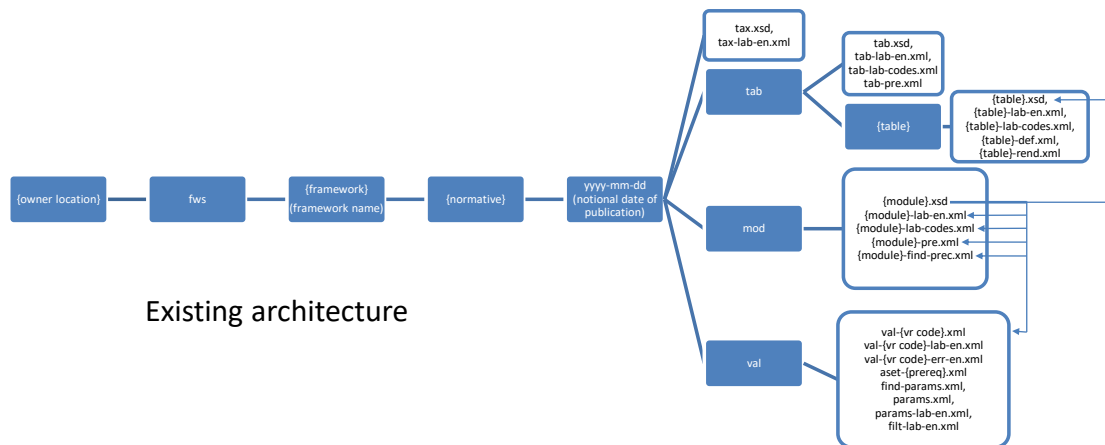 tax.xsd,
tax-lab-en.xml
tab
tab.xsd,
tab-lab-en.xml,
tab-lab-codes.xml
tab-pre.xml
{table}
{table}.xsd,
{table}-lab-en.xml,
{table}-lab-codes.xml,
{table}-def.xml,
{table}-rend.xml
{owner location}
fws
{framework}
(framework name)
{normative}
yyyy-mm-dd
(notional date of
publication)
mod
{module}.xsd
{module}-lab-en.xml
{module}-lab-codes.xml
{module}-pre.xml
{module}-find-prec.xml
Existing architecture
val
val-{vr code}.xml
val-{vr code}-lab-en.xml
val-{vr code}-err-en.xml
aset-{prereq}.xml
find-params.xml,
params.xml,
params-lab-en.xml,
filt-lab-en.xml